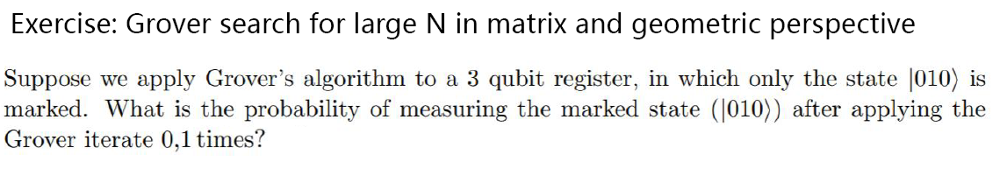 Exercise: Grover search for large N in matrix and geometric perspective
Suppose we apply Grover's algorithm to a 3 qubit register, in which only the state |010⟩ is
marked. What is the probability of measuring the marked state (|010⟩) after applying the
Grover iterate 0,1 times?